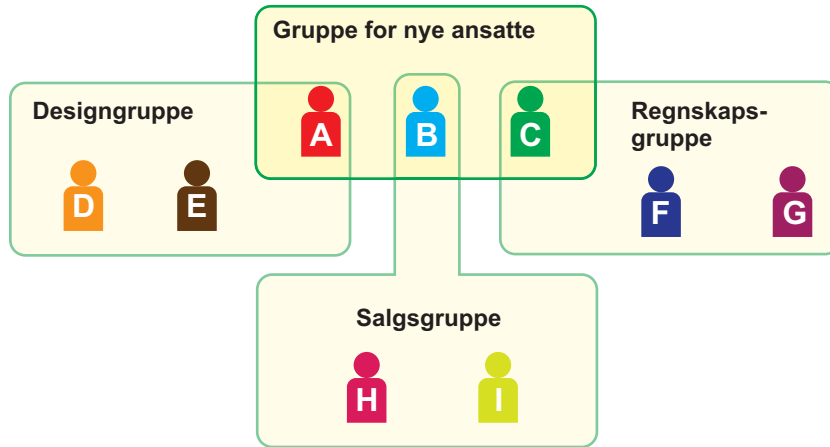 Gruppe for nye ansatte
Designgruppe
Regnskaps-
gruppe
A
B
C
D
E
F
G
Salgsgruppe
H
I